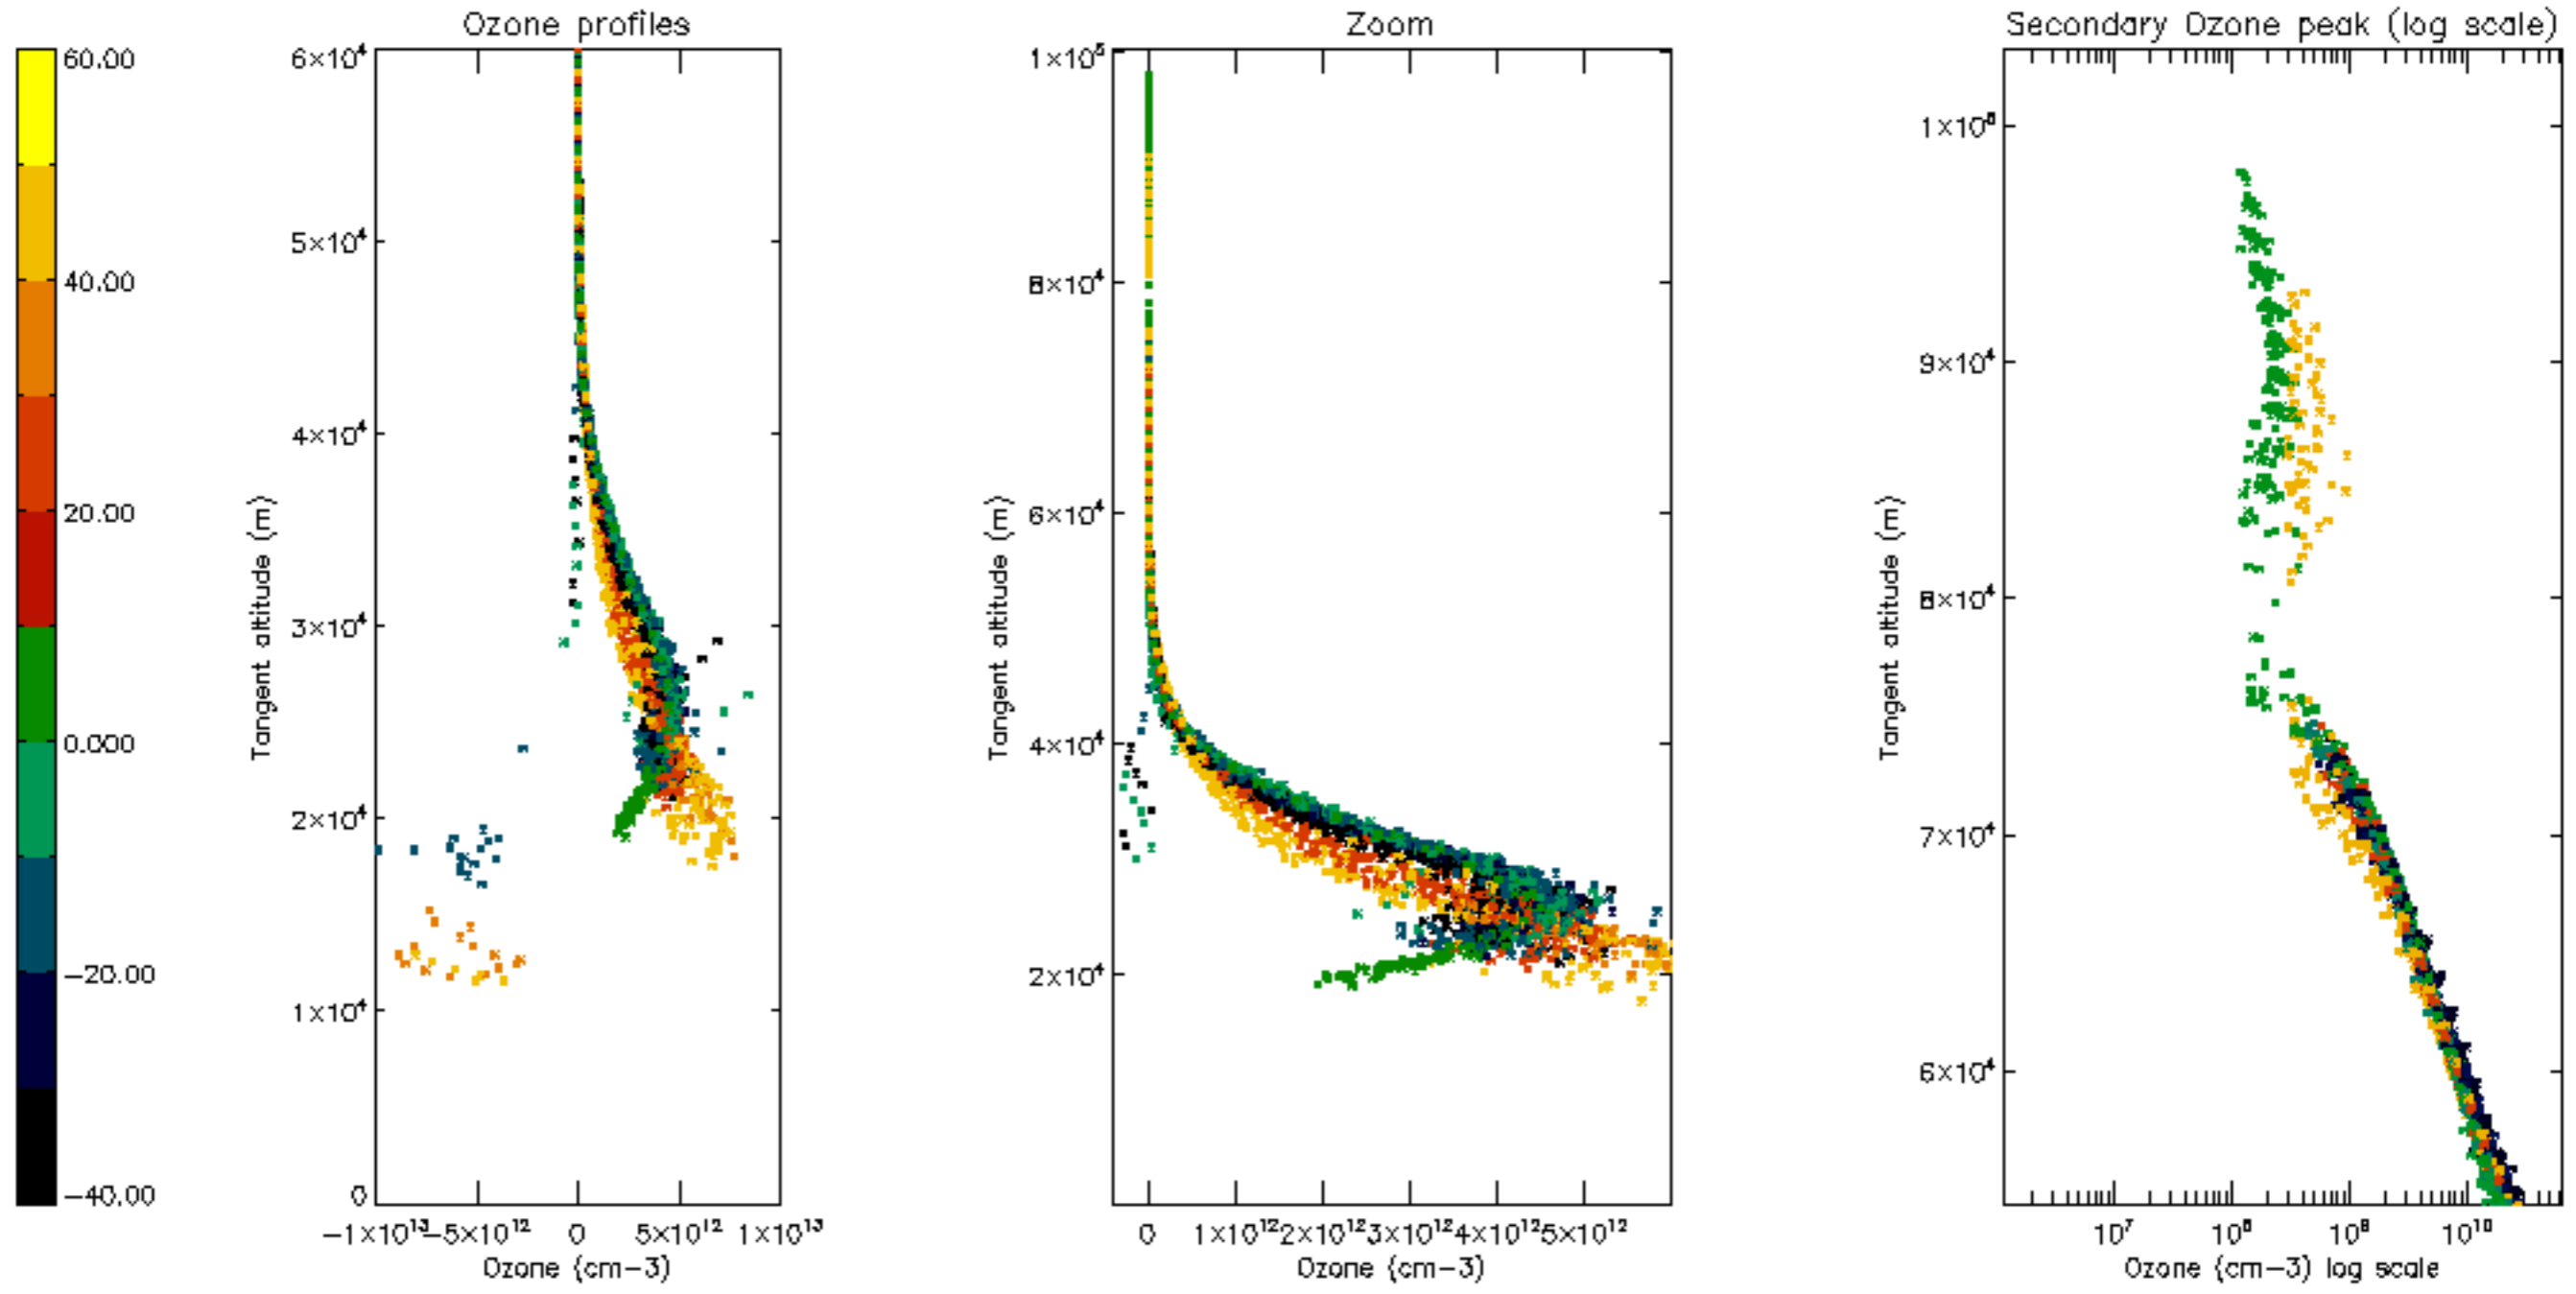 Ozone profiles
Zoom
Secondary Ozone peak (log scale)
60.00
40.00
20.00
0.000
−20.00
−40.00
Tangent altitude (m)
6×10⁴
5×10⁴
4×10⁴
3×10⁴
2×10⁴
1×10⁴
0
−1×10¹³ −5×10¹² 0 5×10¹² 1×10¹³
Ozone (cm−3)
Tangent altitude (m)
1×10⁵
8×10⁴
6×10⁴
4×10⁴
2×10⁴
0 1×10¹² 2×10¹² 3×10¹² 4×10¹² 5×10¹²
Ozone (cm−3)
Tangent altitude (m)
1×10⁵
9×10⁴
8×10⁴
7×10⁴
6×10⁴
10⁷ 10⁸ 10⁹ 10¹⁰
Ozone (cm−3) log scale